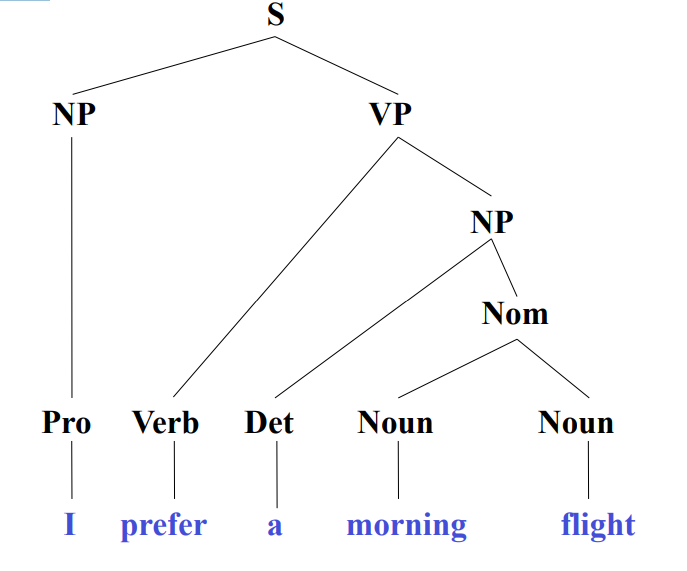 S
NP VP
NP
Nom
Pro Verb Det Noun Noun
I prefer a morning flight